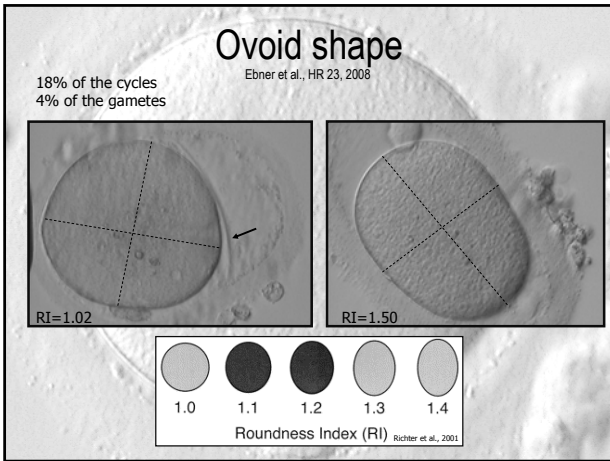 Ovoid shape
Ebner et al., HR 23, 2008
18% of the cycles
4% of the gametes
RI=1.02
RI=1.50
1.0 1.1 1.2 1.3 1.4
Roundness Index (RI) Richter et al., 2001